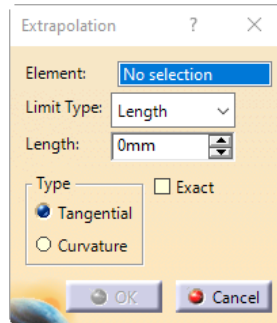 Extrapolation ? ×
Element: No selection
Limit Type: Length
Length: 0mm
Type
Exact
Tangential
Curvature
OK Cancel